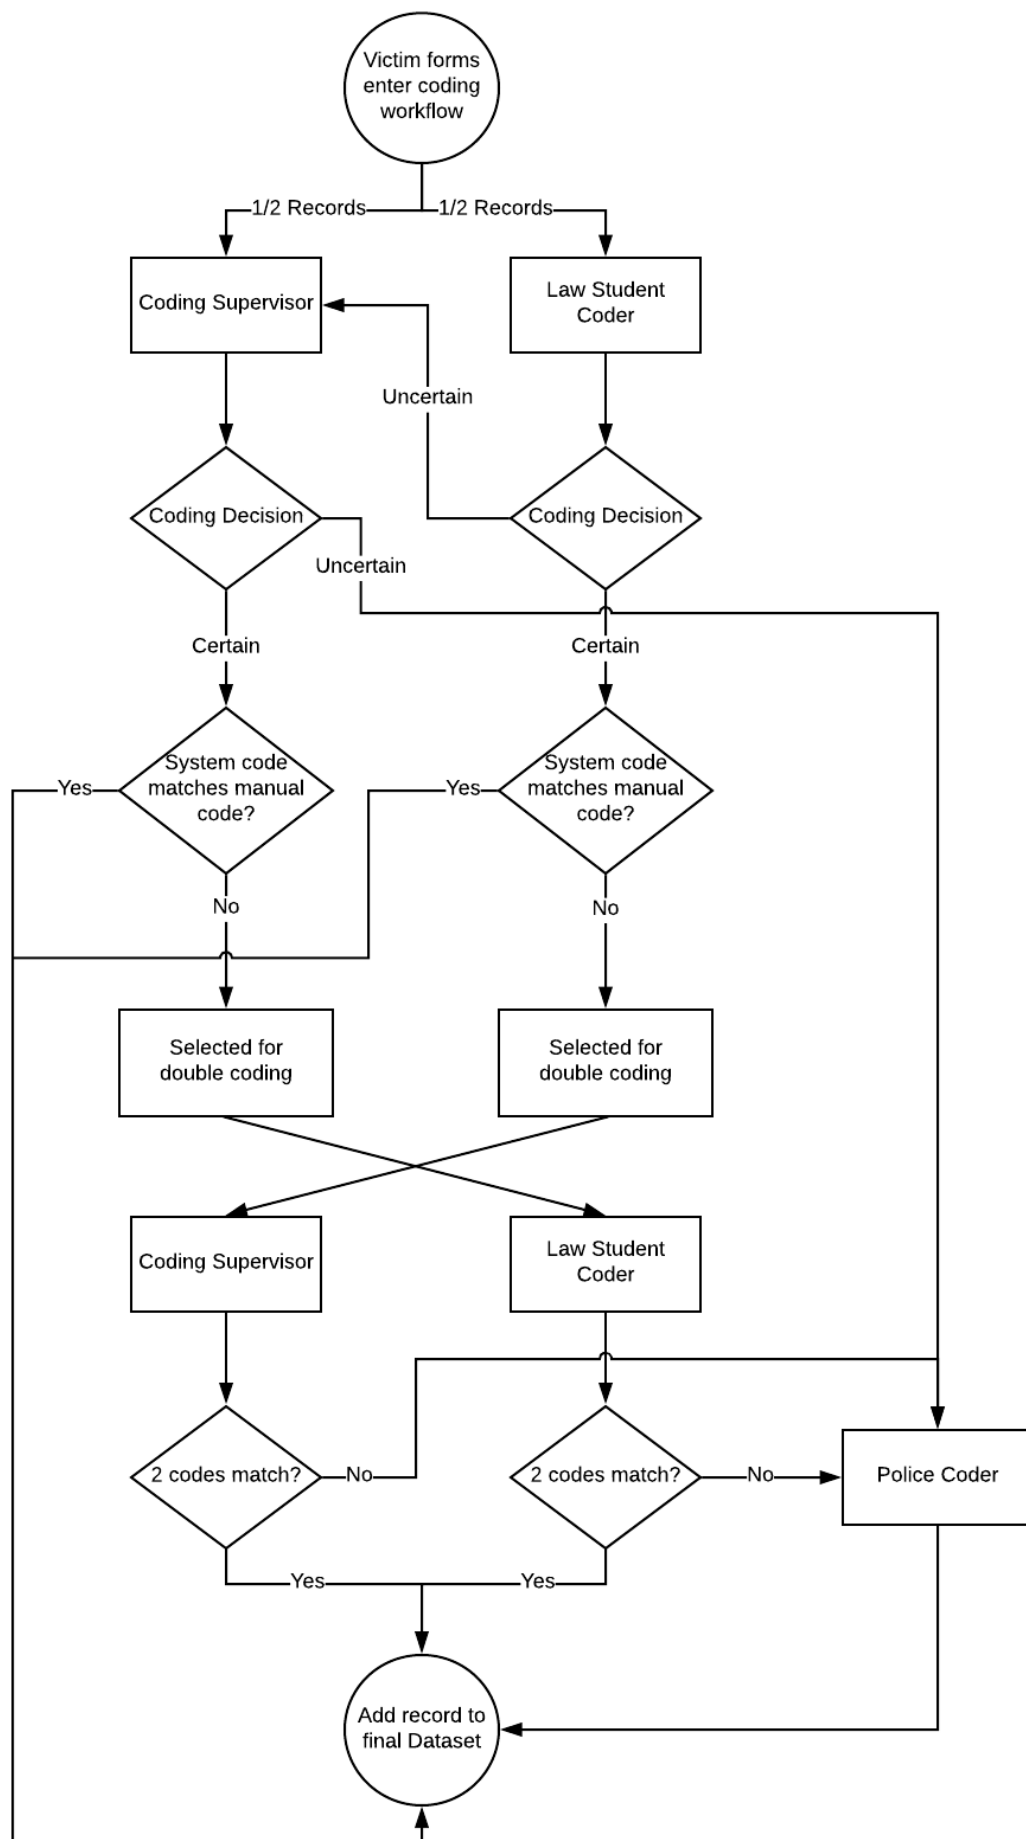 Victim forms
enter coding
workflow
1/2 Records
1/2 Records
Coding Supervisor
Law Student
Coder
Uncertain
Coding Decision
Coding Decision
Uncertain
Certain
Certain
System code
matches manual
code?
System code
matches manual
code?
Yes
Yes
No
No
Selected for
double coding
Selected for
double coding
Coding Supervisor
Law Student
Coder
2 codes match?
No
2 codes match?
No
Police Coder
Yes
Yes
Add record to
final Dataset